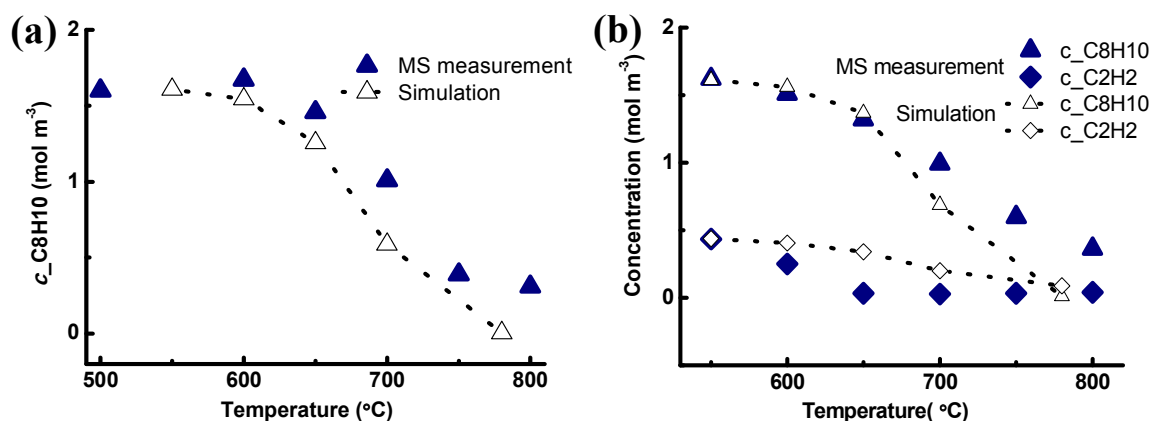 (a)
c_C8H10 (mol m⁻³)
2
1
0
MS measurement
Simulation
500
600
700
800
Temperature (°C)
(b)
Concentration (mol m⁻³)
2
1
0
MS measurement
c_C8H10
c_C2H2
Simulation
c_C8H10
c_C2H2
600
700
800
Temperature( °C)